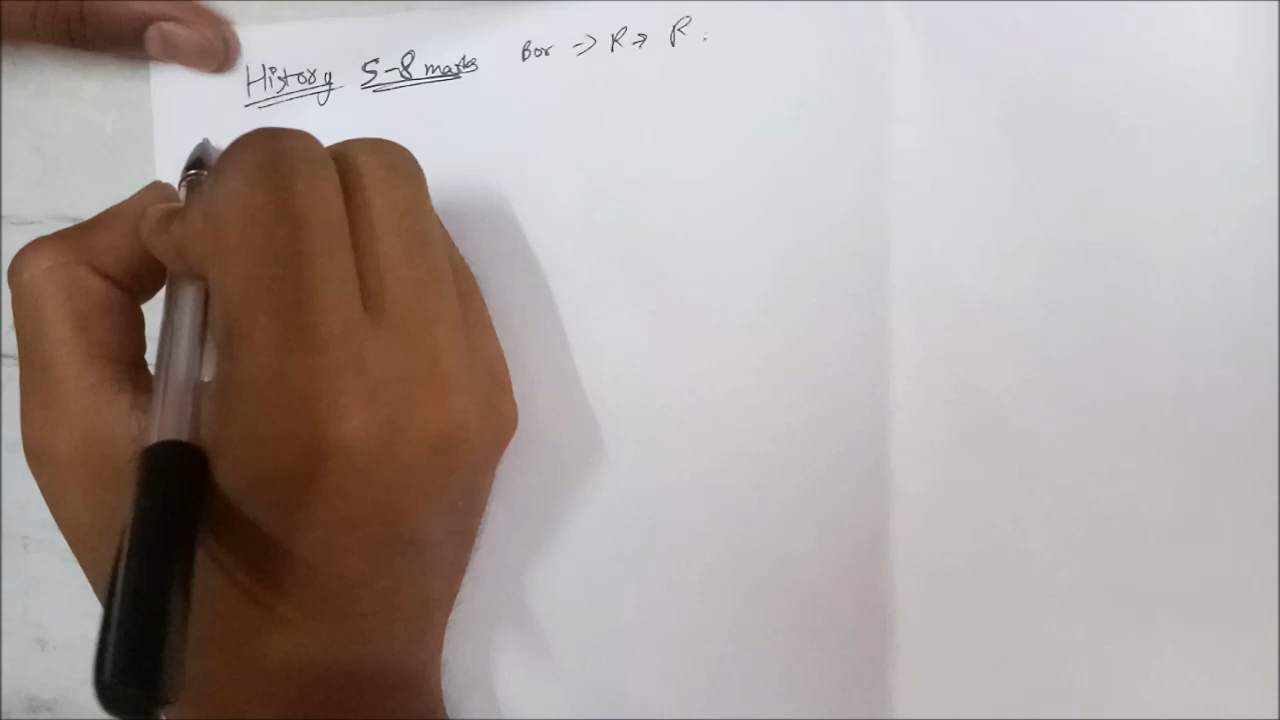 History 5-8 marks Bor → R → R :